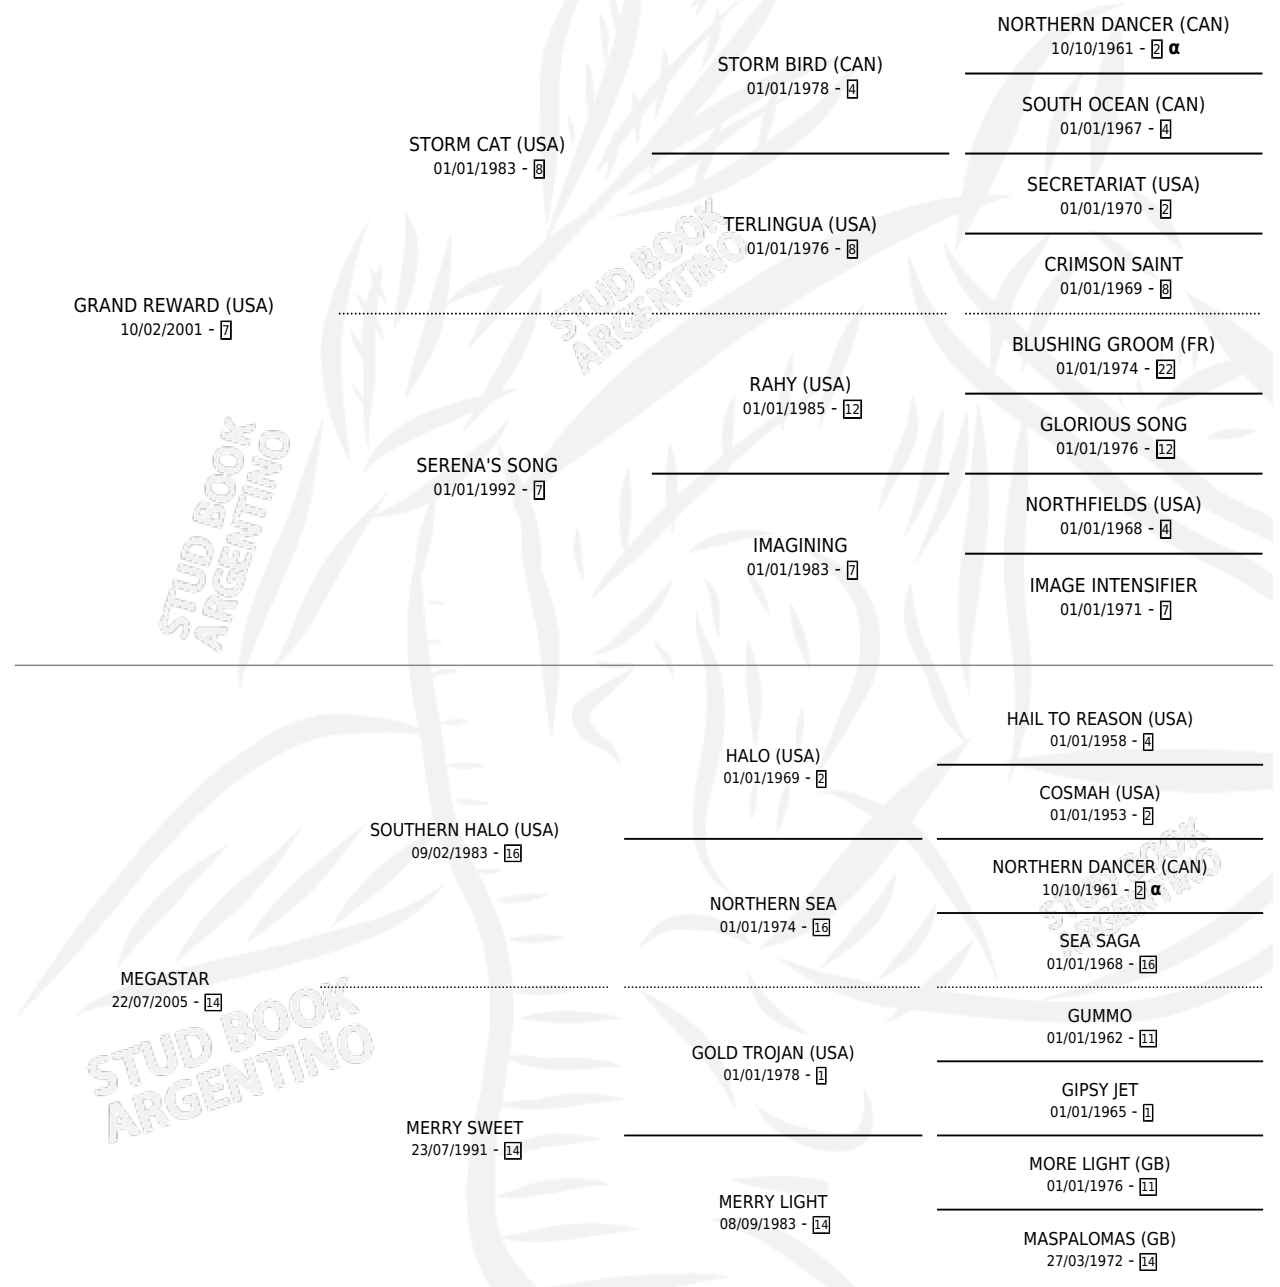 NORTHERN DANCER (CAN)
10/10/1961 - 2 α
STORM BIRD (CAN)
01/01/1978 - 4
SOUTH OCEAN (CAN)
01/01/1967 - 4
STORM CAT (USA)
01/01/1983 - 8
SECRETARIAT (USA)
01/01/1970 - 2
TERLINGUA (USA)
01/01/1976 - 8
CRIMSON SAINT
01/01/1969 - 8
GRAND REWARD (USA)
10/02/2001 - 7
BLUSHING GROOM (FR)
01/01/1974 - 22
RAHY (USA)
01/01/1985 - 12
GLORIOUS SONG
01/01/1976 - 12
SERENA'S SONG
01/01/1992 - 7
NORTHFIELDS (USA)
01/01/1968 - 4
IMAGINING
01/01/1983 - 7
IMAGE INTENSIFIER
01/01/1971 - 7
STUD BOOK
ARGENTINO
STUD BOOK
ARGENTINO
HAIL TO REASON (USA)
01/01/1958 - 4
HALO (USA)
01/01/1969 - 2
COSMAH (USA)
01/01/1953 - 2
SOUTHERN HALO (USA)
09/02/1983 - 16
NORTHERN DANCER (CAN)
10/10/1961 - 2 α
NORTHERN SEA
01/01/1974 - 16
SEA SAGA
01/01/1968 - 16
MEGASTAR
22/07/2005 - 14
GUMMO
01/01/1962 - 11
GOLD TROJAN (USA)
01/01/1978 - 1
GIPSY JET
01/01/1965 - 1
MERRY SWEET
23/07/1991 - 14
MORE LIGHT (GB)
01/01/1976 - 11
MERRY LIGHT
08/09/1983 - 14
MASPALOMAS (GB)
27/03/1972 - 14
STUD BOOK
ARGENTINO
STUD BOOK
ARGENTINO